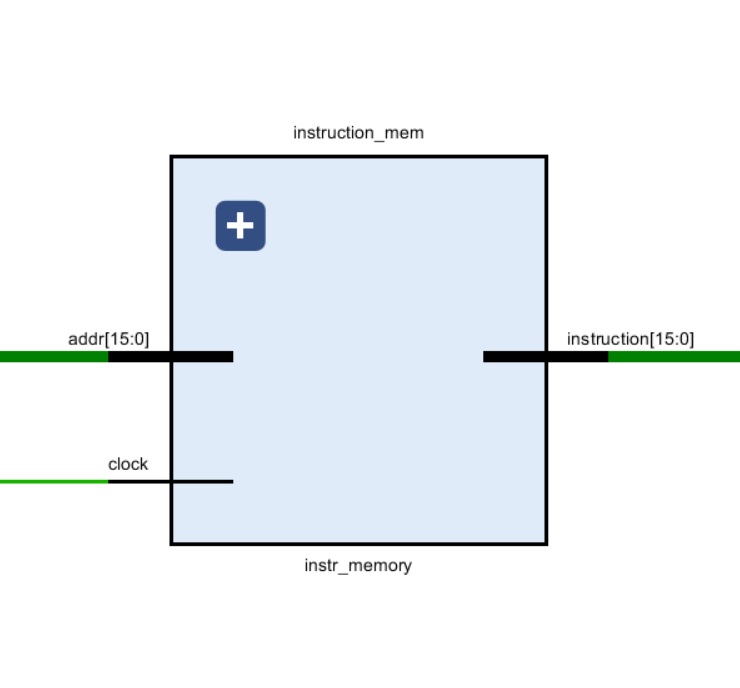 instruction_mem
addr[15:0]
instruction[15:0]
clock
instr_memory